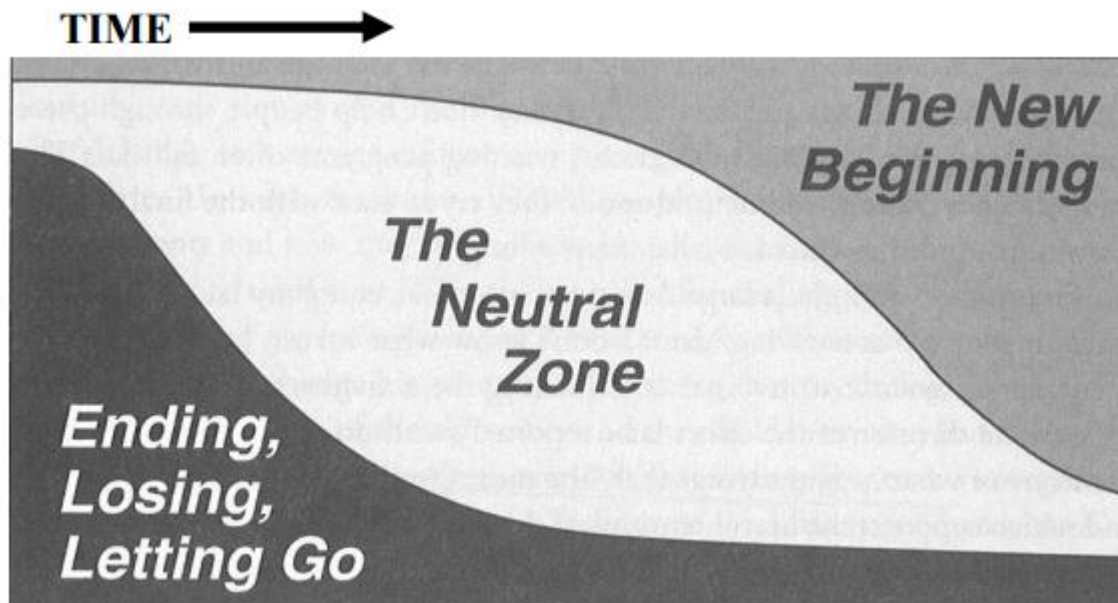 TIME
The New
Beginning
The
Neutral
Zone
Ending,
Losing,
Letting Go